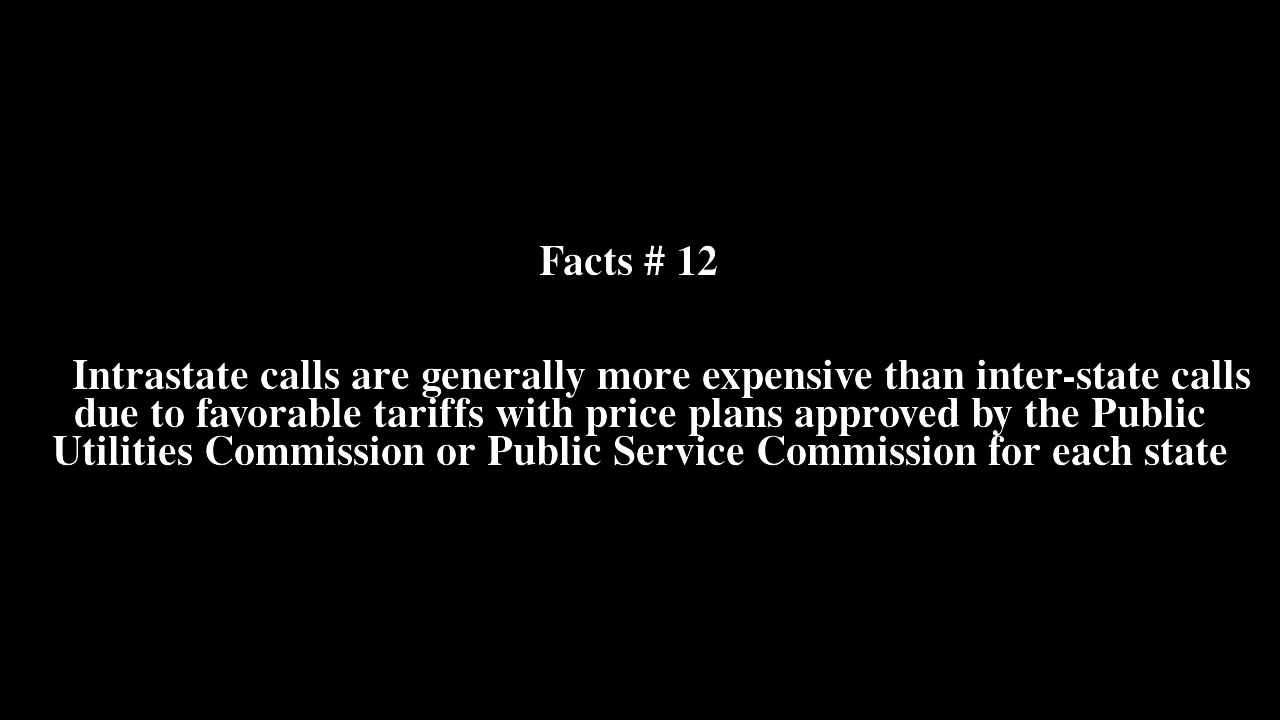 Facts # 12
Intrastate calls are generally more expensive than inter-state calls
due to favorable tariffs with price plans approved by the Public
Utilities Commission or Public Service Commission for each state